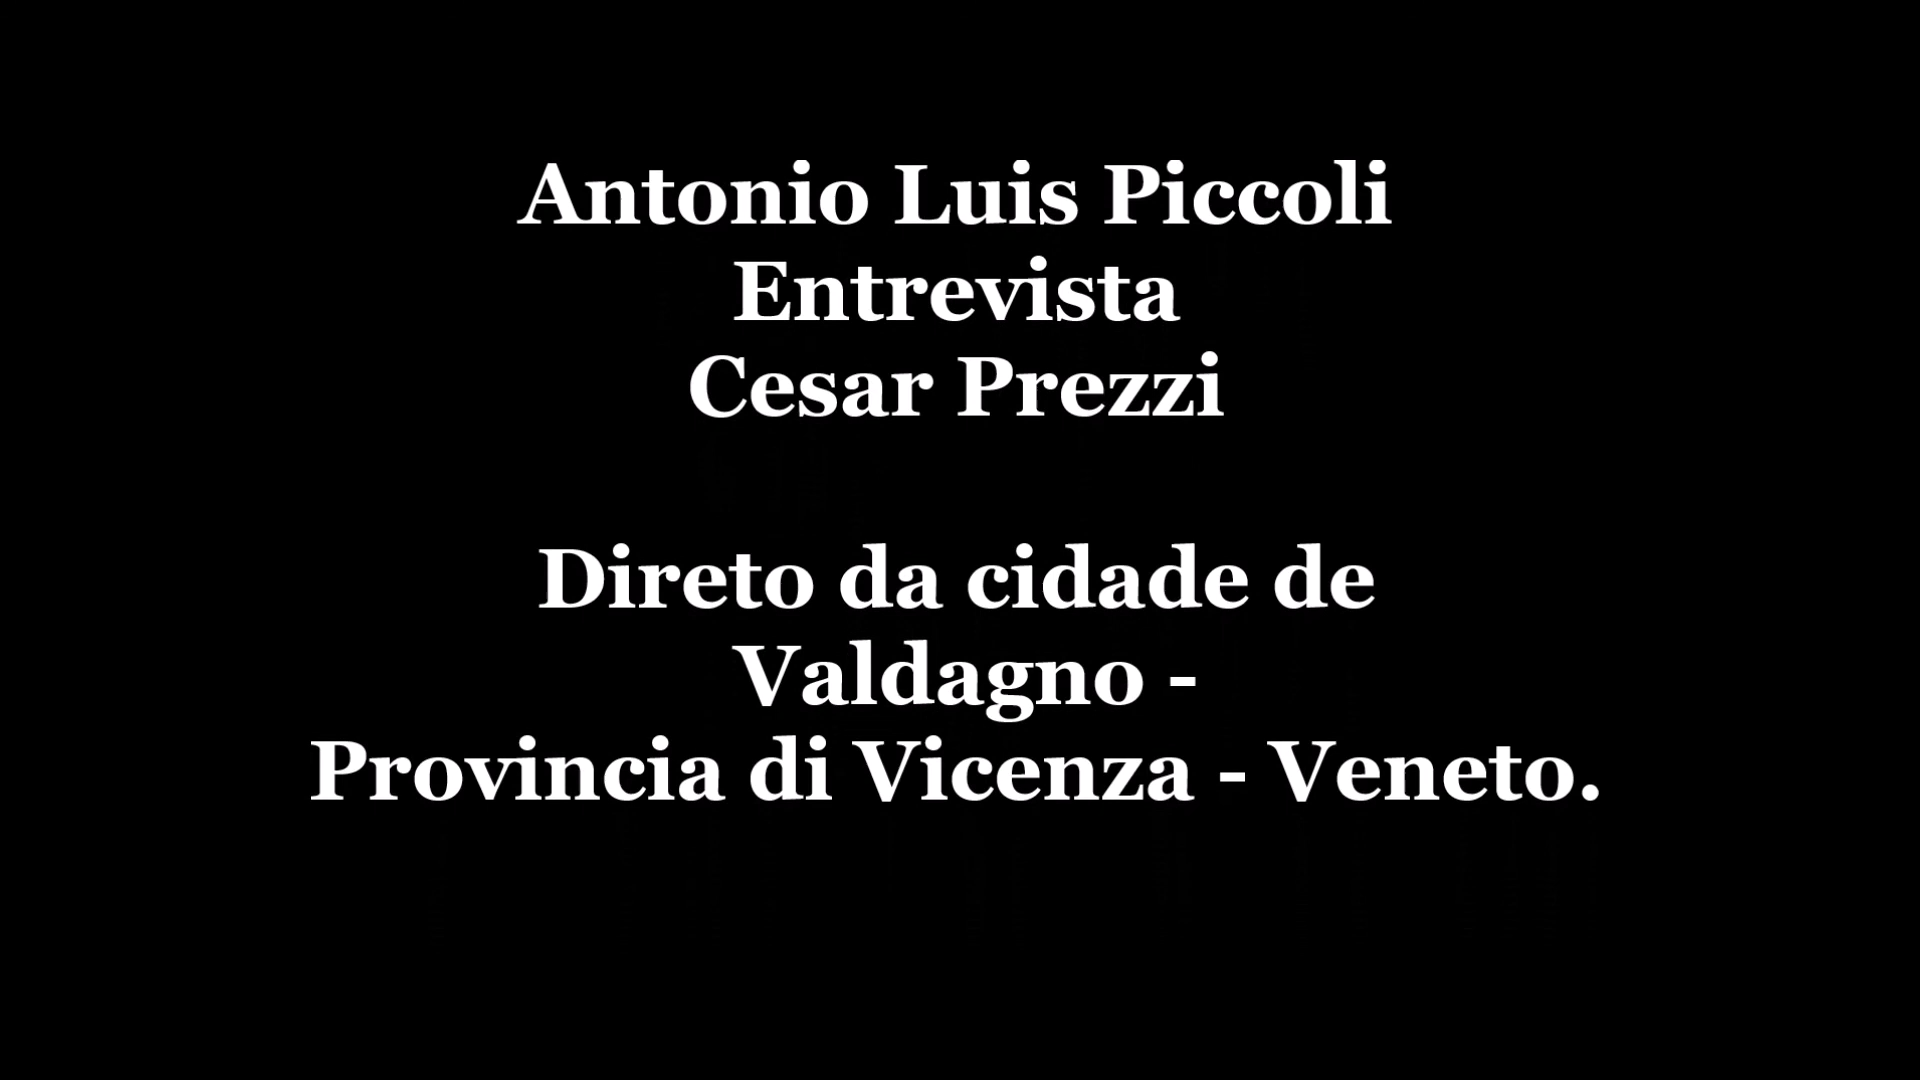 Antonio Luis Piccoli
Entrevista
Cesar Prezzi
Direto da cidade de
Valdagno -
Provincia di Vicenza - Veneto.